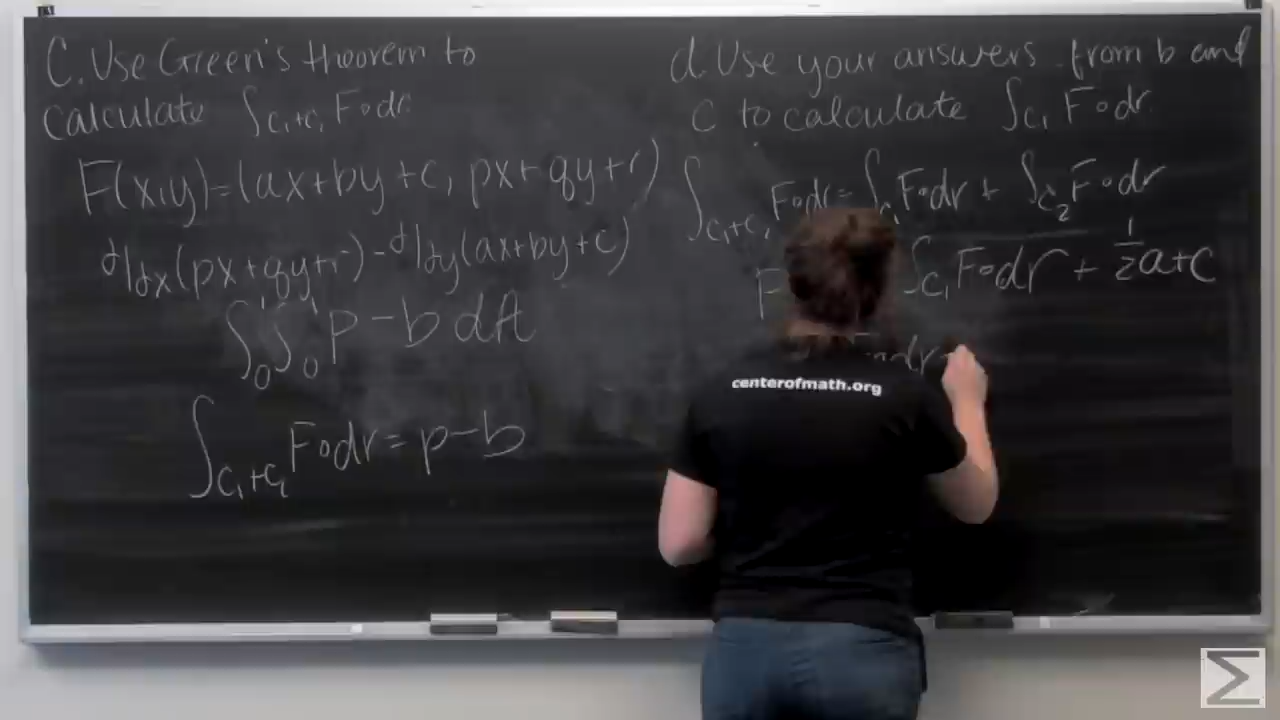 C. Use Green's theorem to
calculate ∫c₁+c₂ F∘dr.
F(x,y)=(ax+by+c, px+qy+r)
d/dx(px+qy+r)-d/dy(ax+by+c)
∫₀¹∫₀¹ p-b dA
∫c₁+c₂ F∘dr = p-b
d. Use your answers from b and
c to calculate ∫c₁ F∘dr.
∫c₁+c₂ F∘dr = ∫c₁ F∘dr + ∫c₂ F∘dr
p ∫c₁ F∘dr + 1/2 a+c
dr
centerofmath.org
Σ